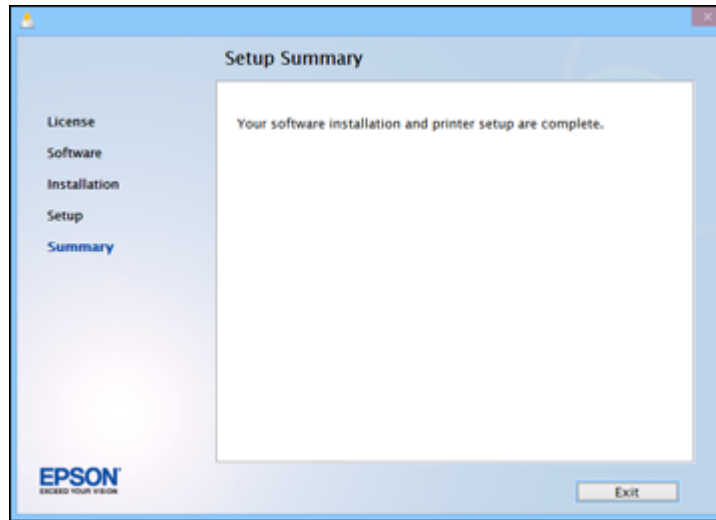 Setup Summary
License
Software
Installation
Setup
Summary
Your software installation and printer setup are complete.
EPSON
EXCEED YOUR VISION
Exit